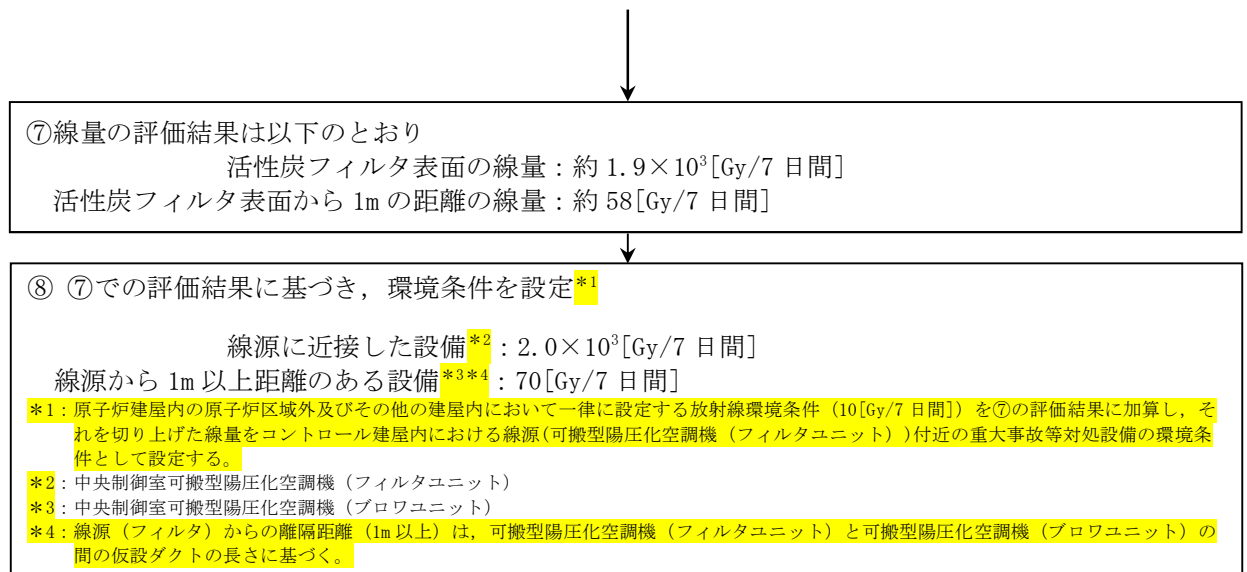 ⑦線量の評価結果は以下のとおり
活性炭フィルタ表面の線量：約 1.9×10³[Gy/7 日間]
活性炭フィルタ表面から 1m の距離の線量：約 58[Gy/7 日間]
⑧ ⑦での評価結果に基づき，環境条件を設定*1
線源に近接した設備*2：2.0×10³[Gy/7 日間]
線源から 1m 以上距離のある設備*3*4：70[Gy/7 日間]
*1：原子炉建屋内の原子炉区域外及びその他の建屋内において一律に設定する放射線環境条件（10[Gy/7 日間]）を⑦の評価結果に加算し，そ
れを切り上げた線量をコントロール建屋内における線源(可搬型陽圧化空調機（フィルタユニット）)付近の重大事故等対処設備の環境条
件として設定する。
*2：中央制御室可搬型陽圧化空調機（フィルタユニット）
*3：中央制御室可搬型陽圧化空調機（ブロワユニット）
*4：線源（フィルタ）からの離隔距離（1m 以上）は，可搬型陽圧化空調機（フィルタユニット）と可搬型陽圧化空調機（ブロワユニット）の
間の仮設ダクトの長さに基づく。